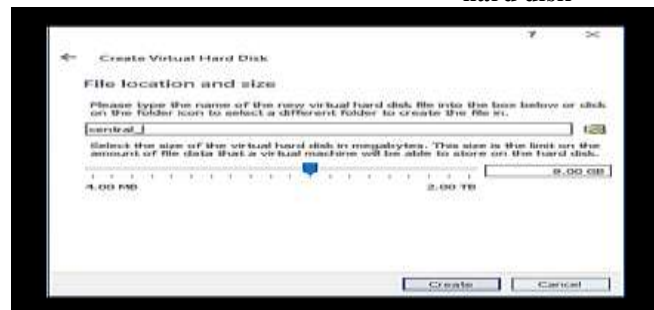 hard disk
?
Create Virtual Hard Disk
File location and size
Please type the name of the new virtual hard disk file into the box below or click
on the folder icon to select a different folder to create the file in.
central_j
Select the size of the virtual hard disk in megabytes. This size is the limit on the
amount of file data that a virtual machine will be able to store on the hard disk.
8.00 GB
4.00 MB
2.00 TB
Create
Cancel